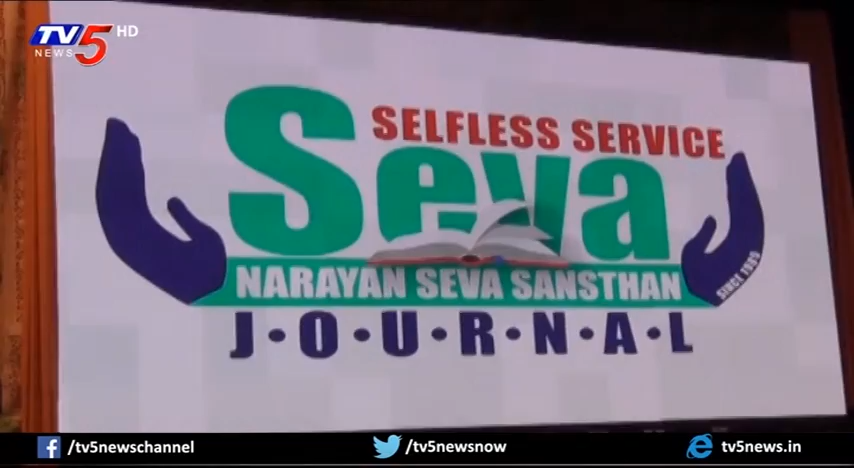 TV5 HD
NEWS
SELFLESS SERVICE
Seva
NARAYAN SEVA SANSTHAN
SINCE 1985
J•O•U•R•N•A•L
/tv5newschannel
/tv5newsnow
tv5news.in